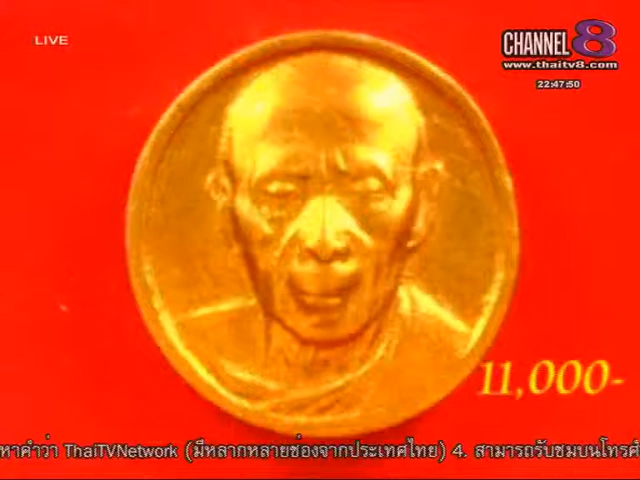 LIVE
CHANNEL 8
www.thaitv8.com
22:47:50
11,000-
หาคำว่า ThaiTVNetwork (มีหลากหลายช่องจากประเทศไทย) 4. สามารถรับชมบนโทรศั